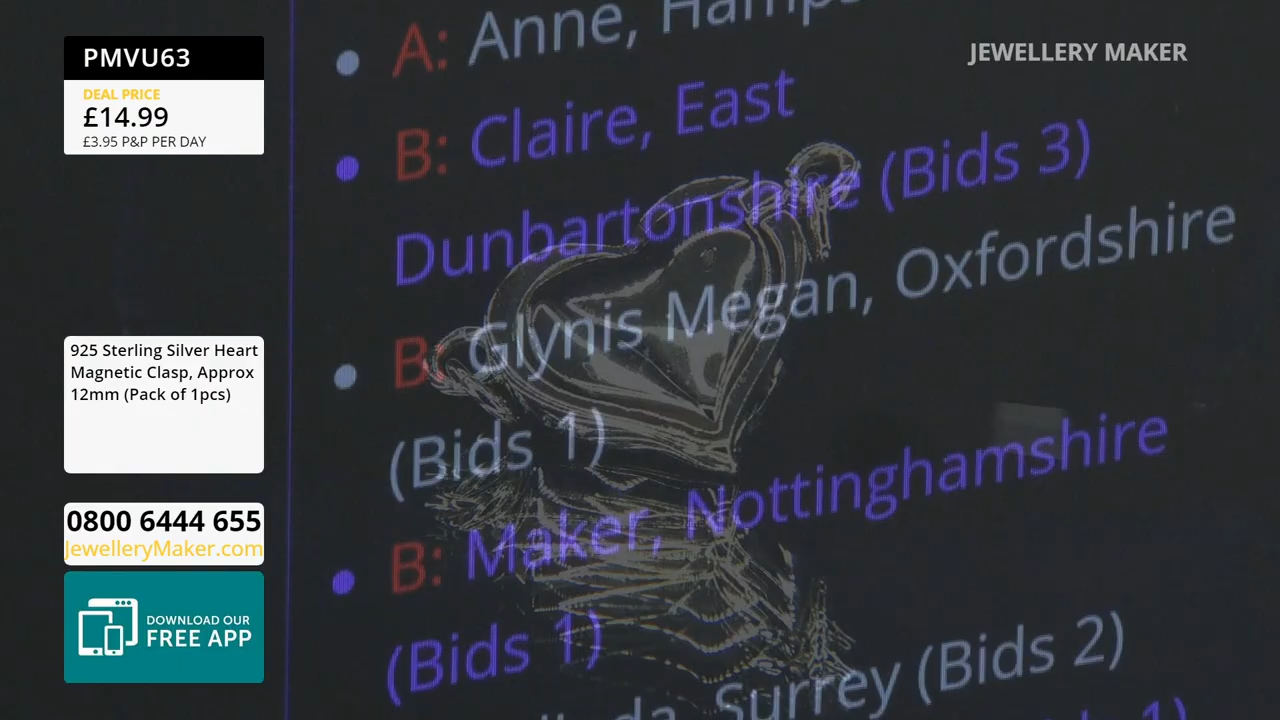 PMVU63
DEAL PRICE
£14.99
£3.95 P&P PER DAY
JEWELLERY MAKER
A: Anne,
B: Claire, East
Dunbartonshire (Bids 3)
B: Glynis Megan, Oxfordshire
(Bids 1)
B: Maker, Nottinghamshire
(Bids 1)
Surrey (Bids 2)
925 Sterling Silver Heart
Magnetic Clasp, Approx
12mm (Pack of 1pcs)
0800 6444 655
JewelleryMaker.com
DOWNLOAD OUR
FREE APP